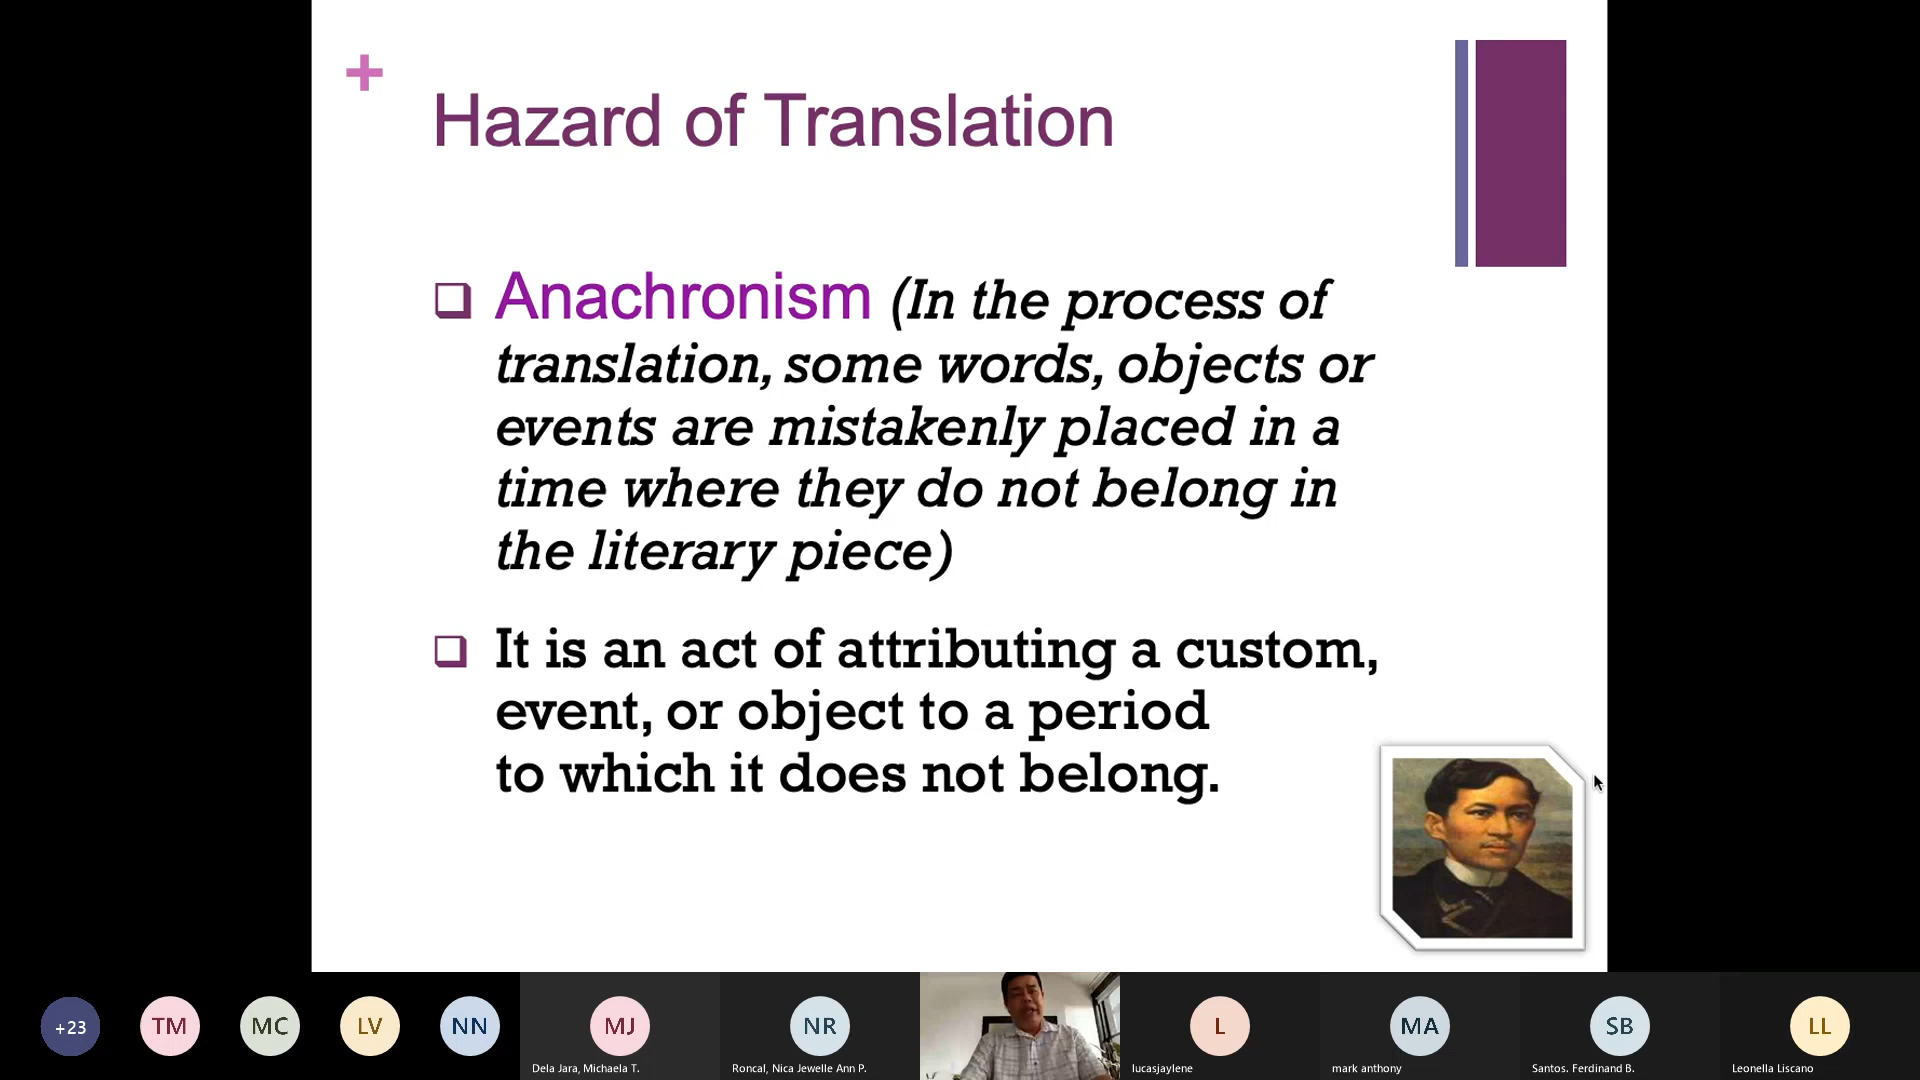 +
Hazard of Translation
Anachronism (In the process of
translation, some words, objects or
events are mistakenly placed in a
time where they do not belong in
the literary piece)
It is an act of attributing a custom,
event, or object to a period
to which it does not belong.
+23
TM
MC
LV
NN
MJ
NR
L
MA
SB
LL
Dela Jara, Michaela T.
Roncal, Nica Jewelle Ann P.
lucasjaylene
mark anthony
Santos. Ferdinand B.
Leonella Liscano